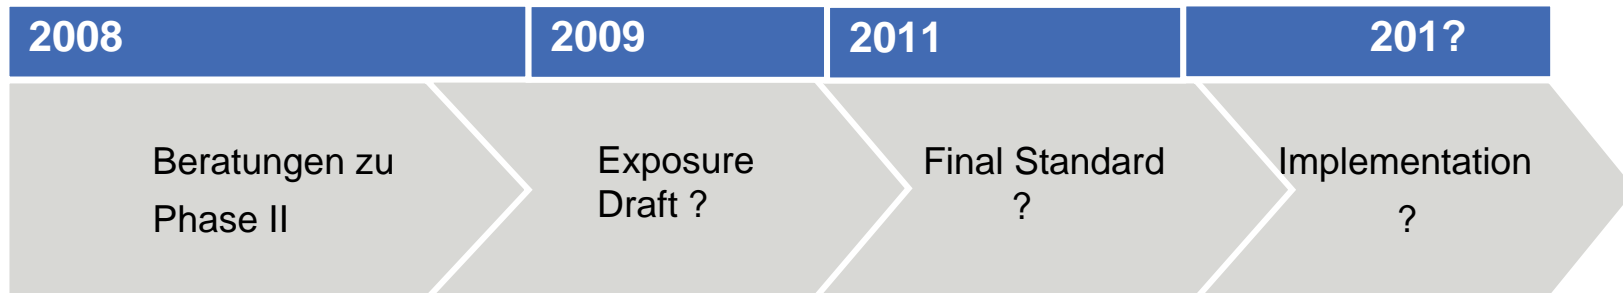 2008
2009
2011
201?
Beratungen zu
Phase II
Exposure
Draft ?
Final Standard
?
Implementation
?